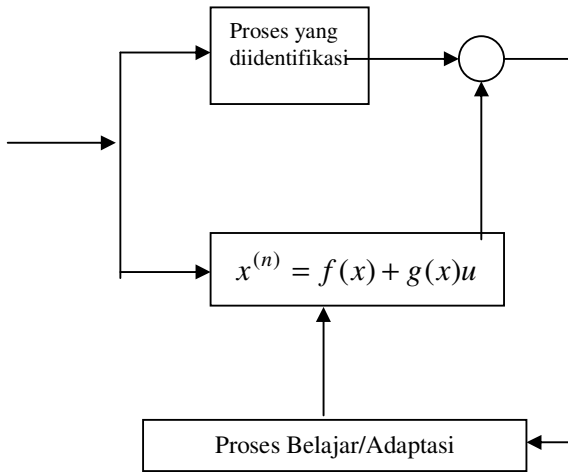 Proses yang
diidentifikasi
x^{(n)} = f(x) + g(x)u
Proses Belajar/Adaptasi